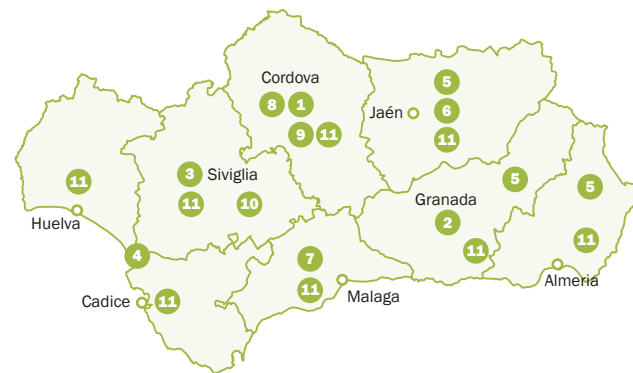 Cordova
5
8 1
Jaén 6
9 11
11
3 Siviglia
11
5
5
Granada
11 10
2
Huelva
11
11
4
7
Almeria
11
Malaga
Cadice 11